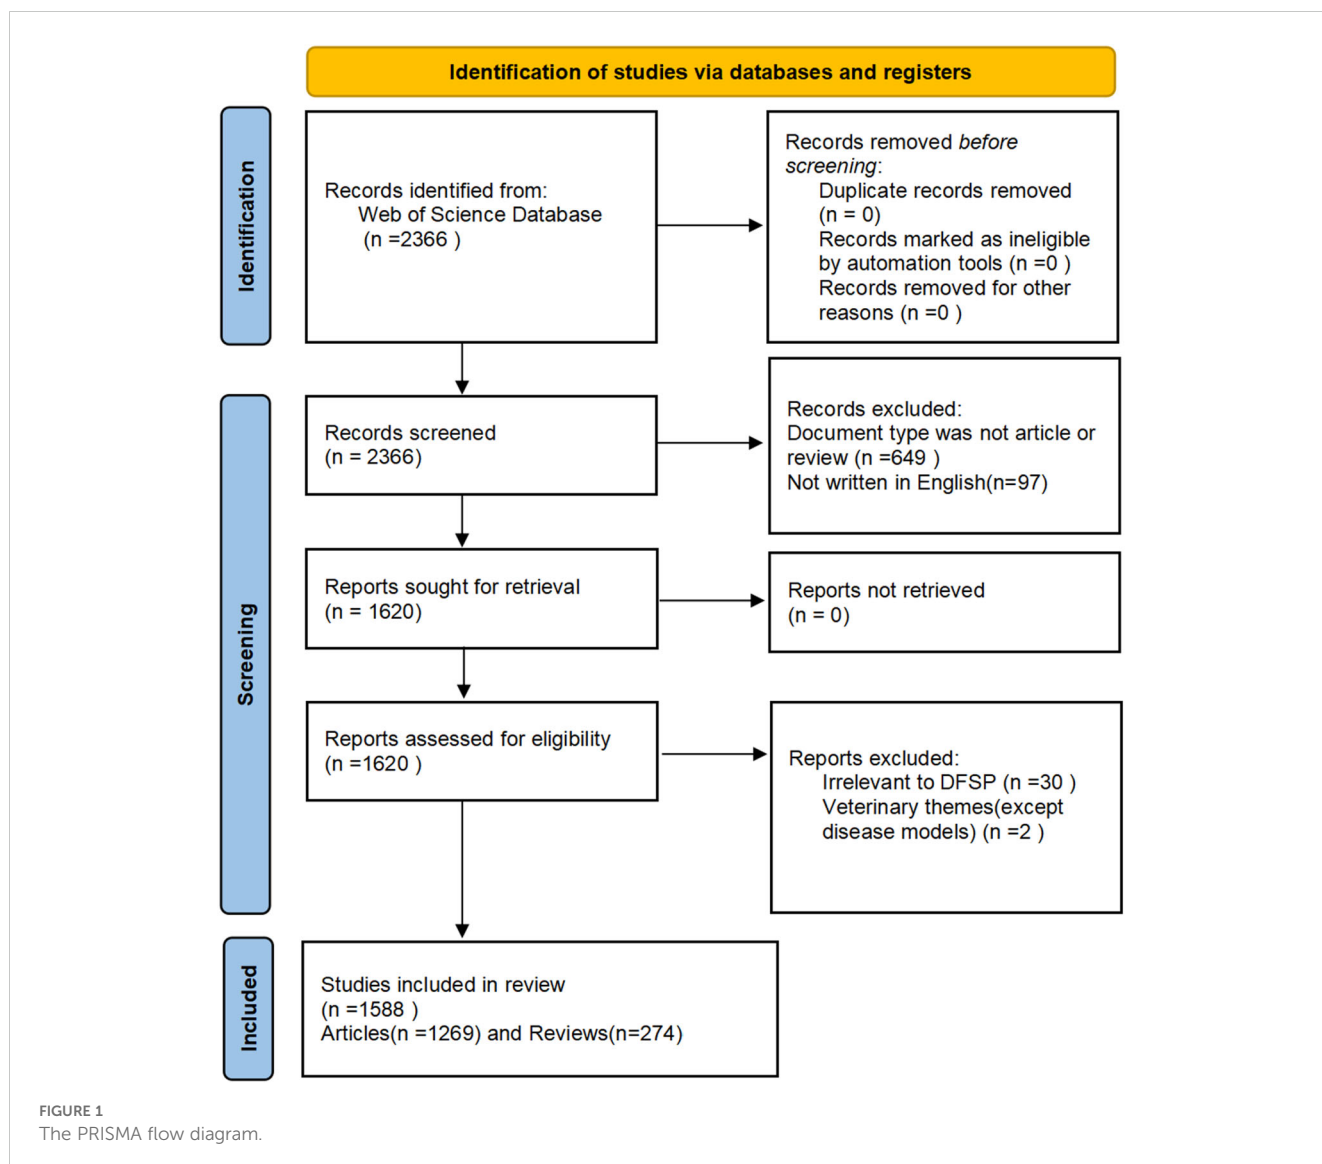 Identification of studies via databases and registers
Identification
Records identified from:
Web of Science Database
(n =2366 )
Records removed before
screening:
Duplicate records removed
(n = 0)
Records marked as ineligible
by automation tools (n =0 )
Records removed for other
reasons (n =0 )
Screening
Records screened
(n = 2366)
Records excluded:
Document type was not article or
review (n =649 )
Not written in English(n=97)
Reports sought for retrieval
(n = 1620)
Reports not retrieved
(n = 0)
Reports assessed for eligibility
(n =1620 )
Reports excluded:
Irrelevant to DFSP (n =30 )
Veterinary themes(except
disease models) (n =2 )
Included
Studies included in review
(n =1588 )
Articles(n =1269) and Reviews(n=274)
FIGURE 1
The PRISMA flow diagram.